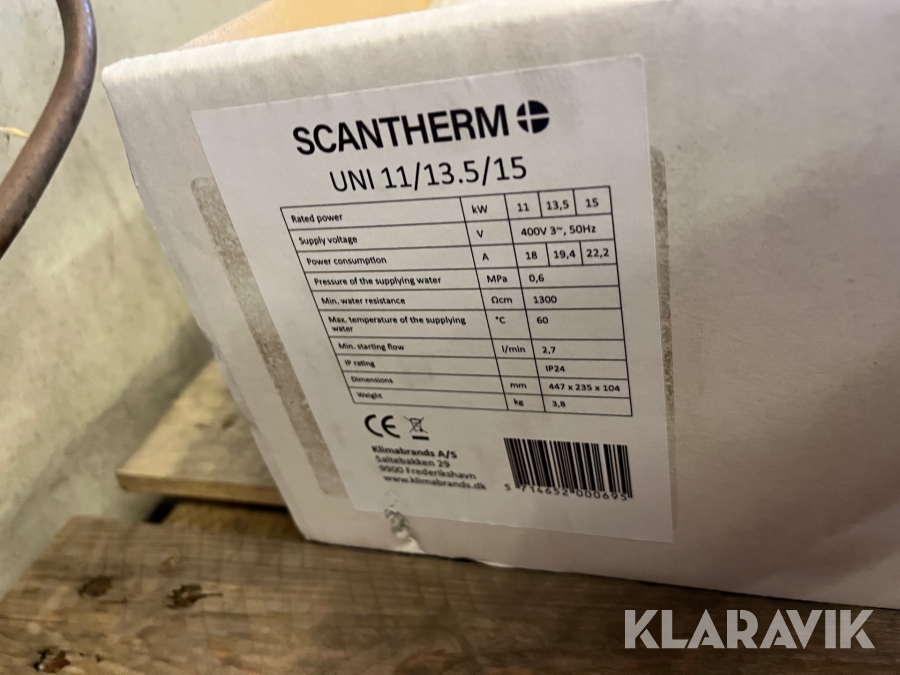 SCANTHERM
UNI 11/13.5/15
Rated power kW 11 13,5 15
Supply voltage V 400V 3~, 50Hz
Power consumption A 18 19,4 22,2
Pressure of the supplying water MPa 0,6
Min. water resistance Ωcm 1300
Max. temperature of the supplying water °C 60
Min. starting flow l/min 2,7
IP rating IP24
Dimensions mm 447 x 235 x 104
Weight kg 3,8
CE
Klimabrands A/S
Saltebakken 29
9900 Frederikshavn
www.klimabrands.dk
5 714652 000695
KLARAVIK